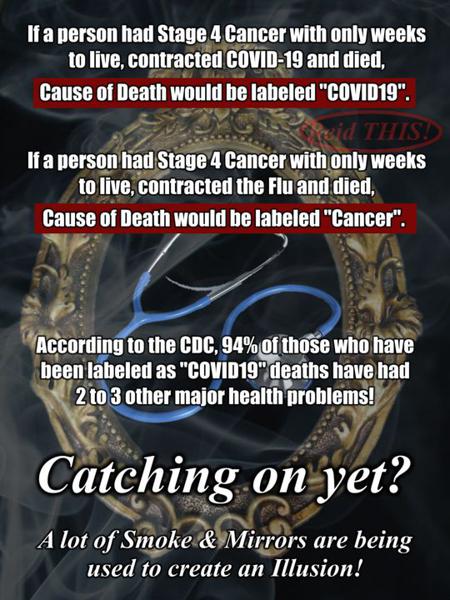 If a person had Stage 4 Cancer with only weeks
to live, contracted COVID-19 and died,
Cause of Death would be labeled "COVID19".
Reid THIS!
If a person had Stage 4 Cancer with only weeks
to live, contracted the Flu and died,
Cause of Death would be labeled "Cancer".
According to the CDC, 94% of those who have
been labeled as "COVID19" deaths have had
2 to 3 other major health problems!
Catching on yet?
A lot of Smoke & Mirrors are being
used to create an Illusion!